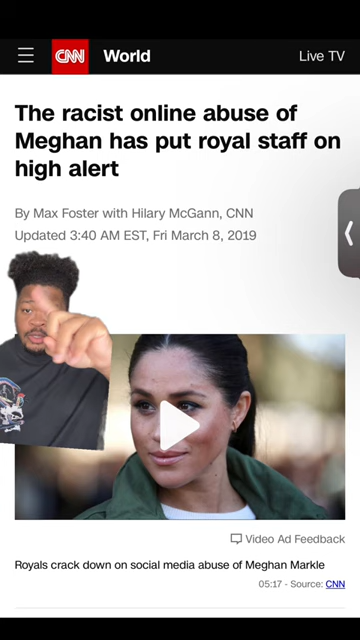 CNN World Live TV
The racist online abuse of
Meghan has put royal staff on
high alert
By Max Foster with Hilary McGann, CNN
Updated 3:40 AM EST, Fri March 8, 2019
Video Ad Feedback
Royals crack down on social media abuse of Meghan Markle
05:17 - Source: CNN